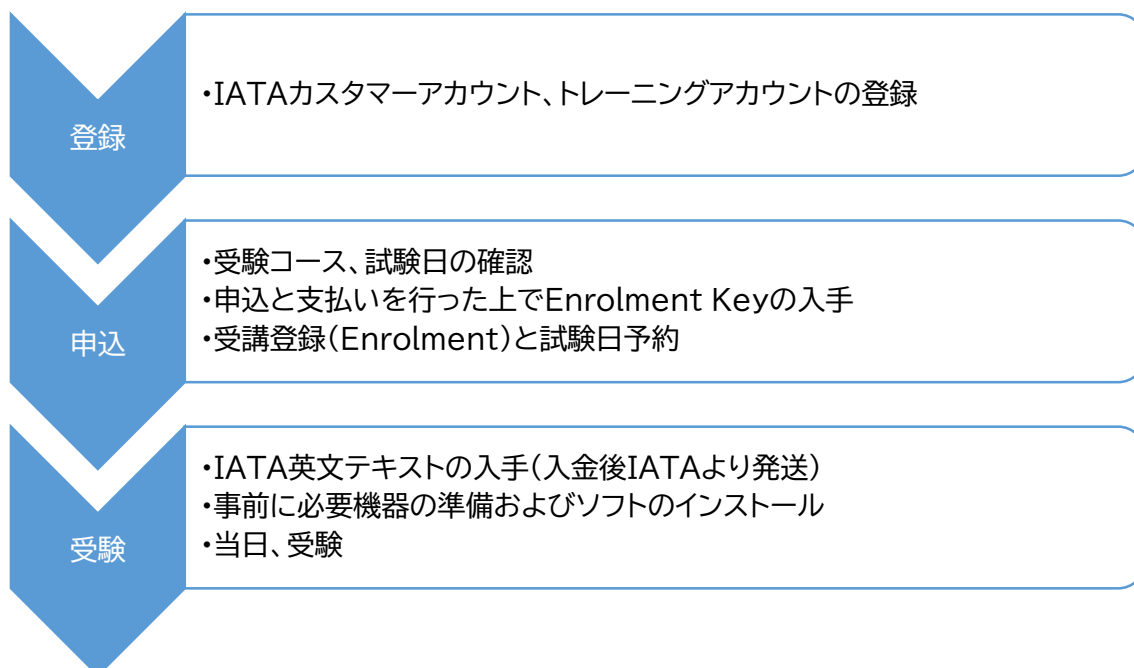 登録
・IATAカスタマーアカウント、トレーニングアカウントの登録
申込
・受験コース、試験日の確認
・申込と支払いを行った上でEnrolment Keyの入手
・受講登録(Enrolment)と試験日予約
受験
・IATA英文テキストの入手(入金後IATAより発送)
・事前に必要機器の準備およびソフトのインストール
・当日、受験